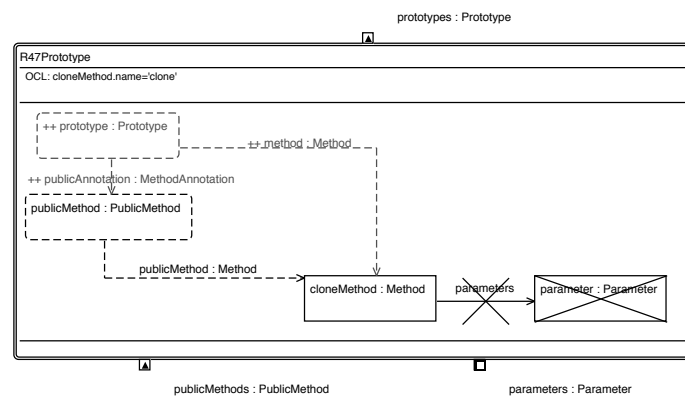 prototypes : Prototype
R47Prototype
OCL: cloneMethod.name='clone'
++ prototype : Prototype
++ method : Method
++ publicAnnotation : MethodAnnotation
publicMethod : PublicMethod
publicMethod : Method
cloneMethod : Method
parameters
parameter : Parameter
publicMethods : PublicMethod
parameters : Parameter